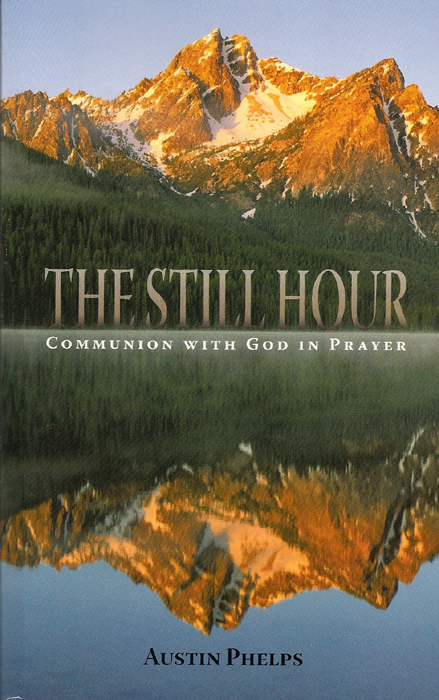 THE STILL HOUR
COMMUNION WITH GOD IN PRAYER
AUSTIN PHELPS